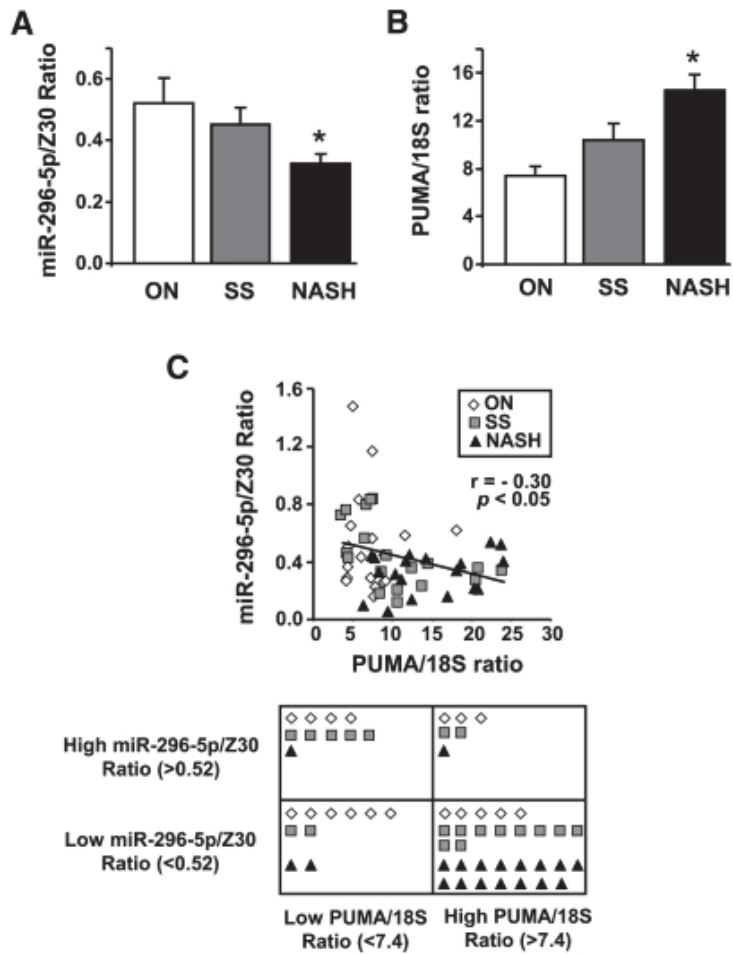 A
miR-296-5p/Z30 Ratio
0.6
0.4
0.2
0.0
*
ON SS NASH
B
PUMA/18S ratio
16
12
8
4
0
*
ON SS NASH
C
miR-296-5p/Z30 Ratio
1.6
1.2
0.8
0.4
0.0
ON
SS
NASH
r = - 0.30
p < 0.05
0 5 10 15 20 25 30
PUMA/18S ratio
High miR-296-5p/Z30
Ratio (>0.52)
Low miR-296-5p/Z30
Ratio (<0.52)
Low PUMA/18S
Ratio (<7.4)
High PUMA/18S
Ratio (>7.4)